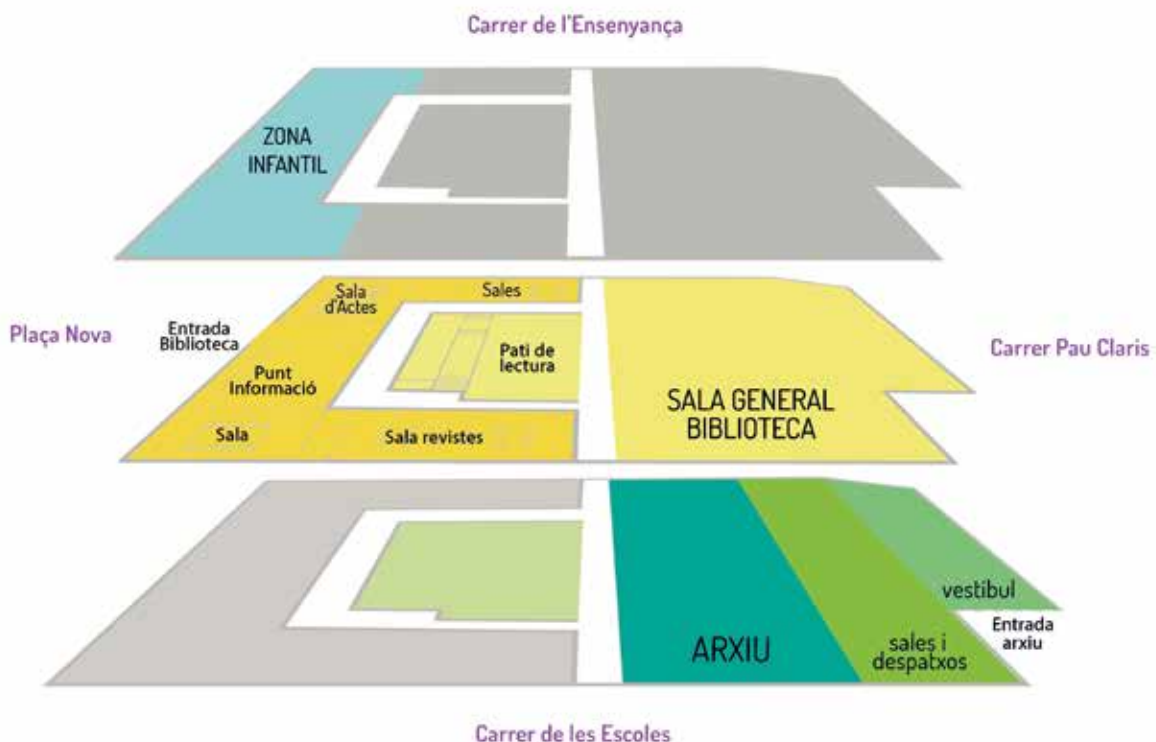 Carrer de l'Ensenyança
ZONA
INFANTIL
Sala
d'Actes
Sales
Plaça Nova
Entrada
Biblioteca
Pati de
lectura
Carrer Pau Claris
Punt
Informació
SALA GENERAL
BIBLIOTECA
Sala
Sala revistes
vestibul
Entrada
arxiu
ARXIU
sales i
despatxos
Carrer de les Escoles